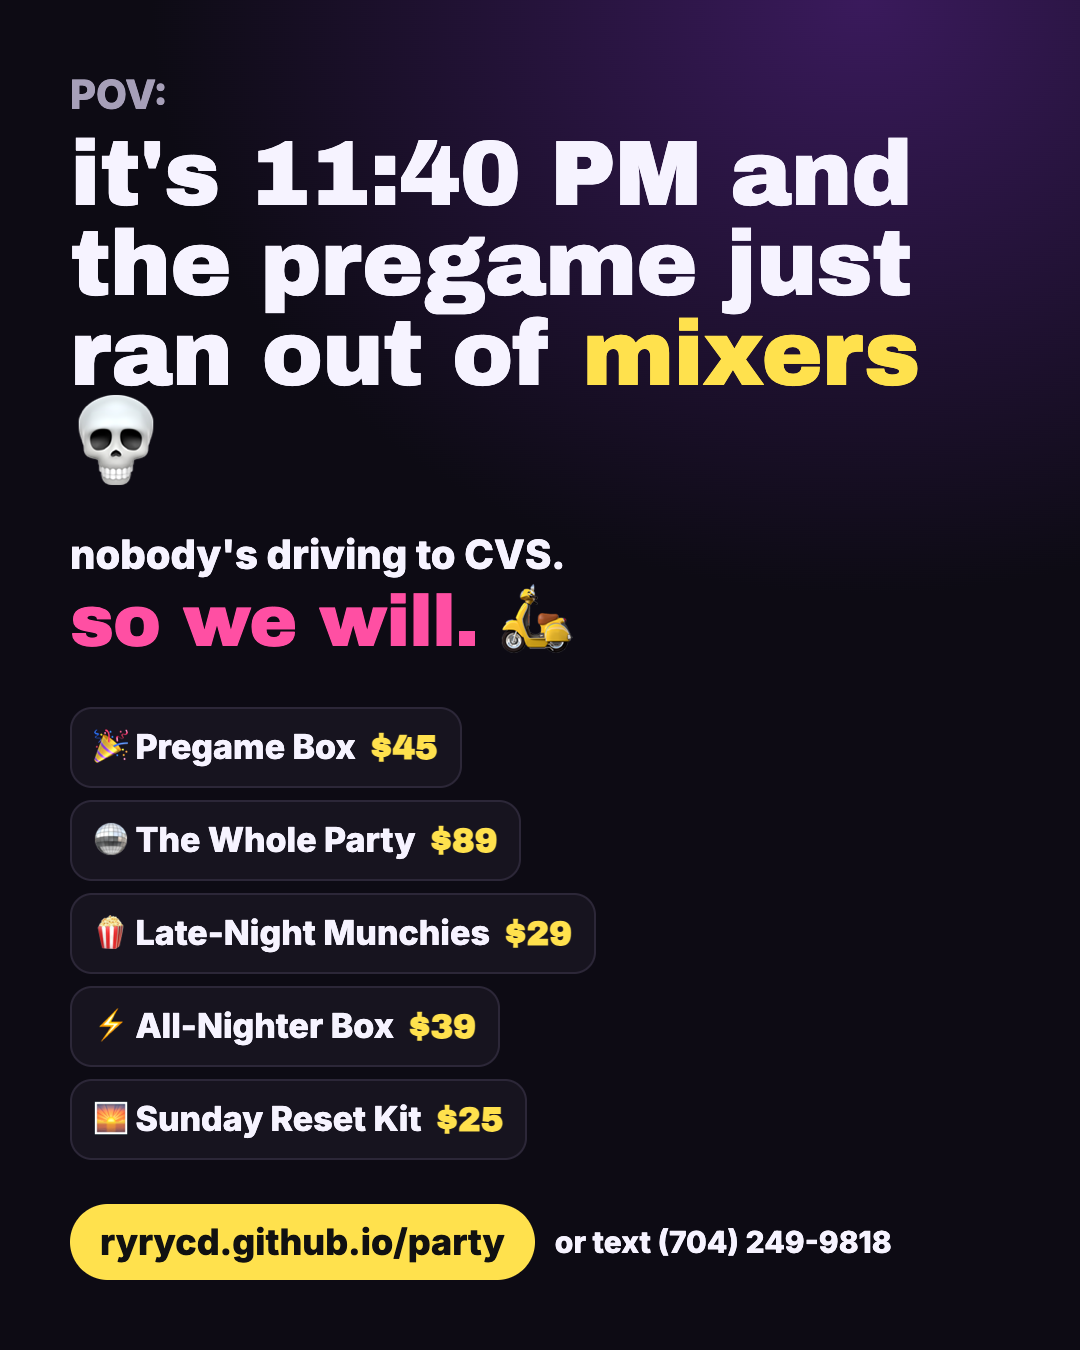 POV:
it's 11:40 PM and
the pregame just
ran out of mixers
💀
nobody's driving to CVS.
so we will. 🛵
🎉 Pregame Box $45
🪩 The Whole Party $89
🍿 Late-Night Munchies $29
⚡ All-Nighter Box $39
🌅 Sunday Reset Kit $25
ryrycd.github.io/party or text (704) 249-9818